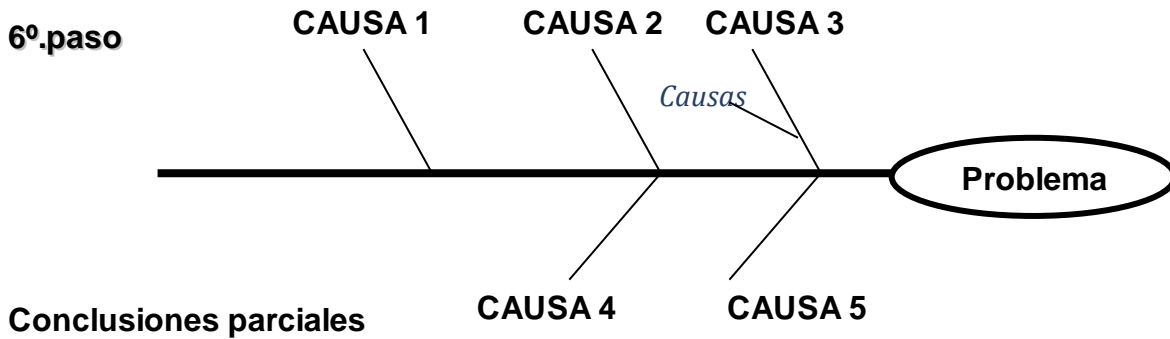 6º.paso
CAUSA 1
CAUSA 2
CAUSA 3
Causas
Problema
CAUSA 4
CAUSA 5
Conclusiones parciales